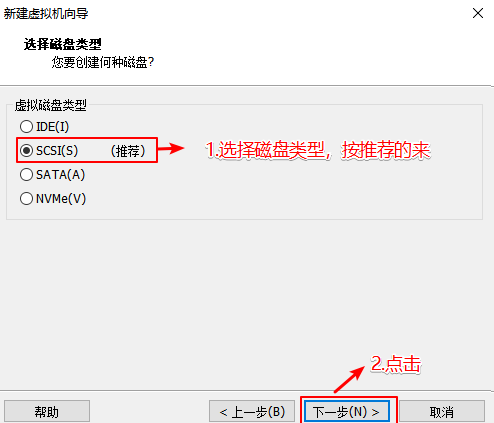 新建虚拟机向导
选择磁盘类型
您要创建何种磁盘?
虚拟磁盘类型
IDE(I)
SCSI(S) (推荐)
1.选择磁盘类型，按推荐的来
SATA(A)
NVMe(V)
2.点击
帮助
< 上一步(B)
下一步(N) >
取消